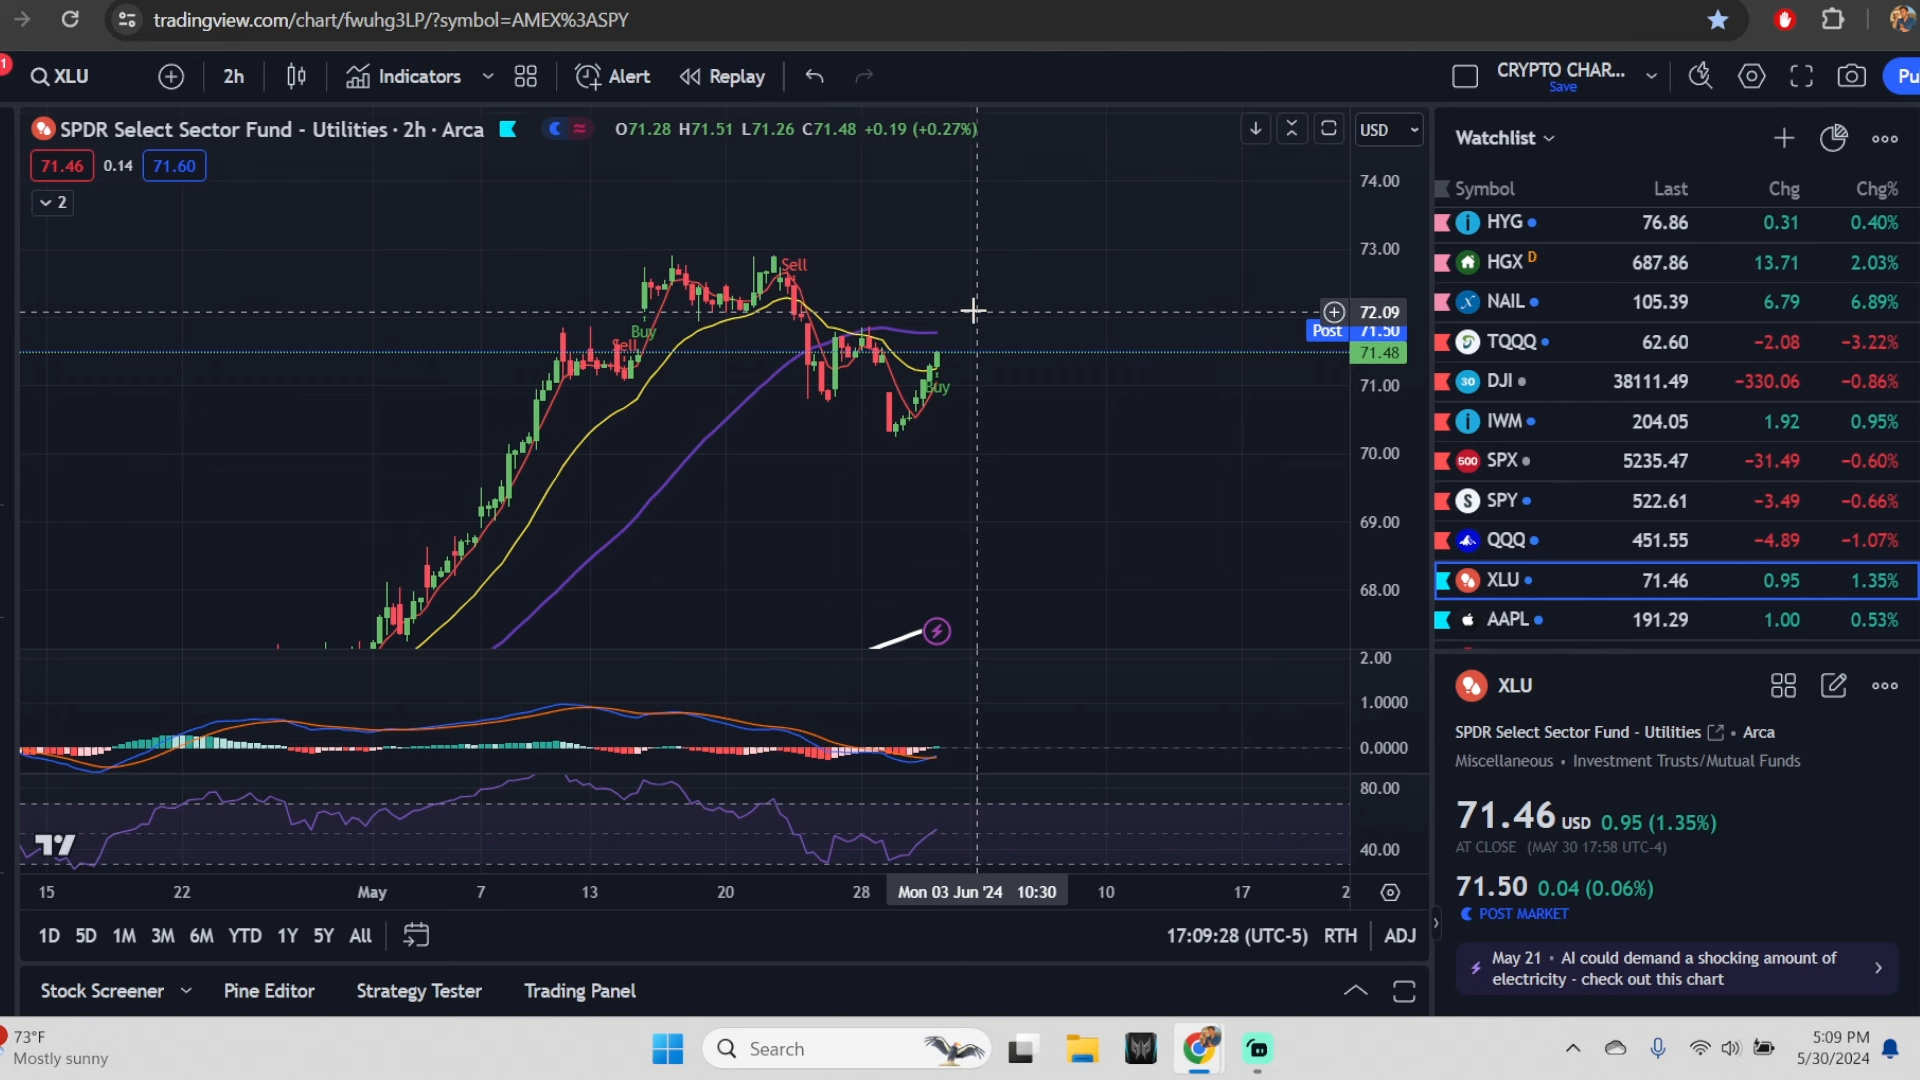 tradingview.com/chart/fwuhg3LP/?symbol=AMEX%3ASPY
1
XLU
2h
Indicators
Alert
Replay
CRYPTO CHAR...
Save
Pu
SPDR Select Sector Fund - Utilities · 2h · Arca
O71.28 H71.51 L71.26 C71.48 +0.19 (+0.27%)
71.46 0.14 71.60
2
USD
74.00
73.00
72.09
Post 71.50
71.48
71.00
70.00
69.00
68.00
2.00
1.0000
0.0000
80.00
40.00
Sell
Buy
Sell
Buy
15 22 May 7 13 20 28 Mon 03 Jun '24 10:30 10 17 2
1D 5D 1M 3M 6M YTD 1Y 5Y All
17:09:28 (UTC-5) RTH ADJ
Stock Screener Pine Editor Strategy Tester Trading Panel
Watchlist
Symbol Last Chg Chg%
HYG 76.86 0.31 0.40%
HGX D 687.86 13.71 2.03%
NAIL 105.39 6.79 6.89%
TQQQ 62.60 −2.08 −3.22%
30 DJI 38111.49 −330.06 −0.86%
IWM 204.05 1.92 0.95%
500 SPX 5235.47 −31.49 −0.60%
S SPY 522.61 −3.49 −0.66%
QQQ 451.55 −4.89 −1.07%
XLU 71.46 0.95 1.35%
AAPL 191.29 1.00 0.53%
XLU
SPDR Select Sector Fund - Utilities • Arca
Miscellaneous • Investment Trusts/Mutual Funds
71.46 USD 0.95 (1.35%)
AT CLOSE (MAY 30 17:58 UTC-4)
71.50 0.04 (0.06%)
POST MARKET
May 21 • AI could demand a shocking amount of
electricity - check out this chart
73°F
Mostly sunny
Search
5:09 PM
5/30/2024